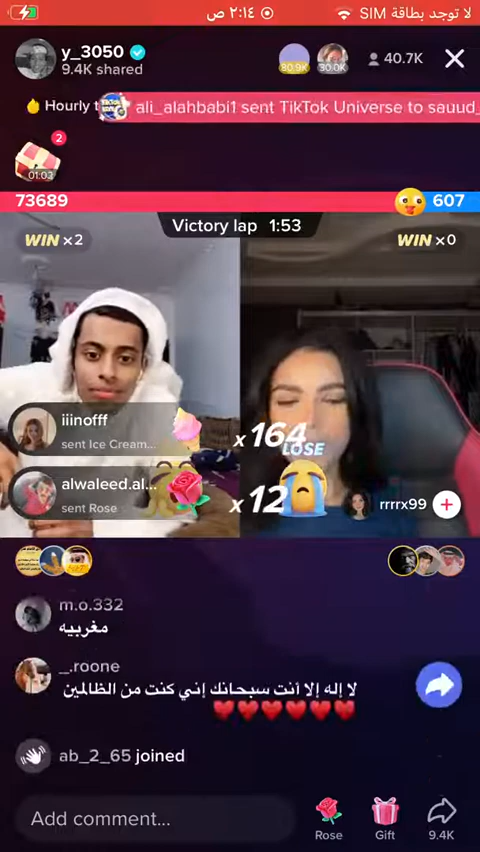 لا توجد بطاقة SIM
٢:١٤ ص
y_3050
9.4K shared
80.9K
30.0K
40.7K
Hourly t
ali_alahbabi1 sent TikTok Universe to sauud_
2
01:03
73689
607
Victory lap 1:53
WIN x2
WIN x0
iiinofff
sent Ice Cream...
x 164
LOSE
alwaleed.al...
sent Rose
x 12
rrrrx99
m.o.332
مغربيه
__.roone
لا إله إلا أنت سبحانك إني كنت من الظالمين
❤️❤️❤️❤️❤️❤️
ab_2_65 joined
Add comment...
Rose
Gift
9.4K